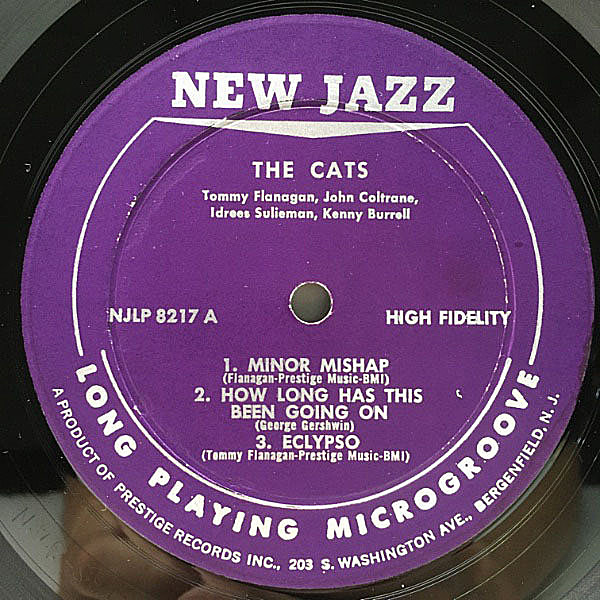 NEW JAZZ
THE CATS
Tommy Flanagan, John Coltrane,
Idrees Sulieman, Kenny Burrell
NJLP 8217 A
HIGH FIDELITY
1. MINOR MISHAP
(Flanagan-Prestige Music-BMI)
2. HOW LONG HAS THIS
BEEN GOING ON
(George Gershwin)
3. ECLYPSO
(Tommy Flanagan-Prestige Music-BMI)
LONG PLAYING MICROGROOVE
A PRODUCT OF PRESTIGE RECORDS INC., 203 S. WASHINGTON AVE., BERGENFIELD, N. J.